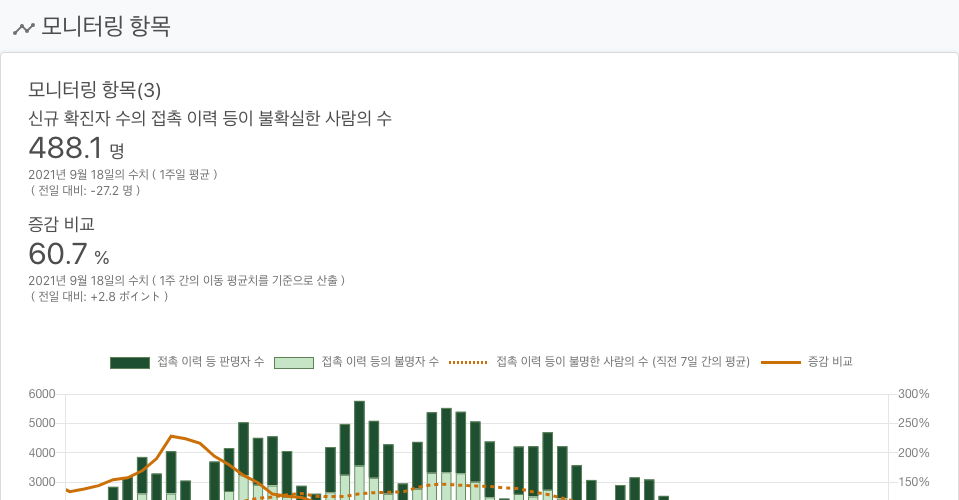 모니터링 항목
모니터링 항목(3)
신규 확진자 수의 접촉 이력 등이 불확실한 사람의 수
488.1 명
2021년 9월 18일의 수치 ( 1주일 평균 )
( 전일 대비: -27.2 명 )
증감 비교
60.7 %
2021년 9월 18일의 수치 ( 1주 간의 이동 평균치를 기준으로 산출 )
( 전일 대비: +2.8 ポイント )
접촉 이력 등 판명자 수 접촉 이력 등의 불명자 수 접촉 이력 등이 불명한 사람의 수 (직전 7일 간의 평균) 증감 비교
6000 300%
5000 250%
4000 200%
3000 150%